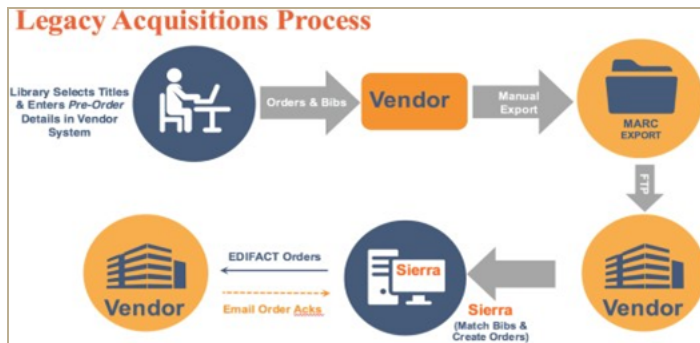 Legacy Acquisitions Process
Library Selects Titles
& Enters Pre-Order
Details in Vendor
System
Orders & Bibs
Vendor
Manual
Export
MARC
EXPORT
FTP
Vendor
EDIFACT Orders
Email Order Acks
Sierra
Sierra
(Match Bibs &
Create Orders)
Vendor